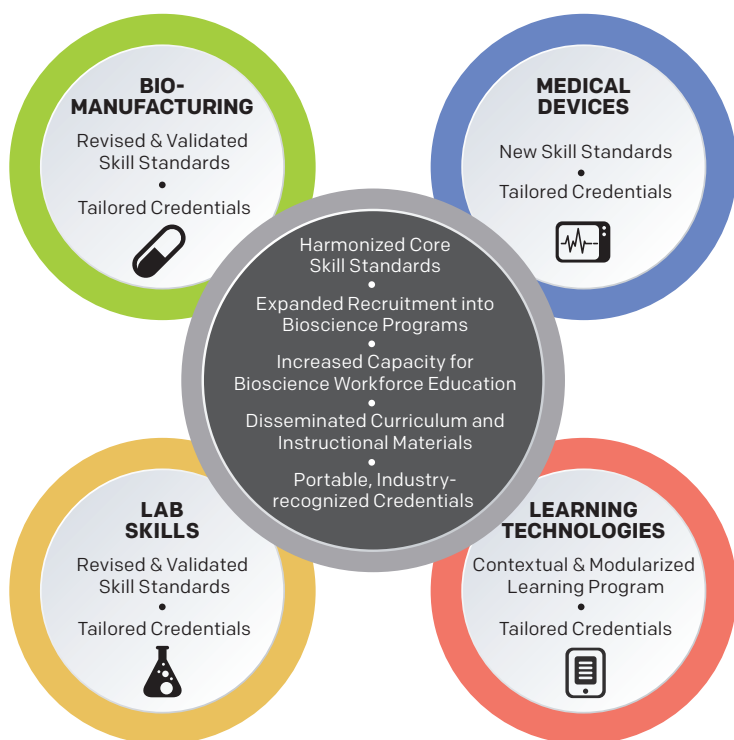 BIO-
MANUFACTURING
Revised & Validated
Skill Standards
•
Tailored Credentials
MEDICAL
DEVICES
New Skill Standards
•
Tailored Credentials
Harmonized Core
Skill Standards
•
Expanded Recruitment into
Bioscience Programs
•
Increased Capacity for
Bioscience Workforce Education
•
Disseminated Curriculum and
Instructional Materials
•
Portable, Industry-
recognized Credentials
LAB
SKILLS
Revised & Validated
Skill Standards
•
Tailored Credentials
LEARNING
TECHNOLOGIES
Contextual & Modularized
Learning Program
•
Tailored Credentials